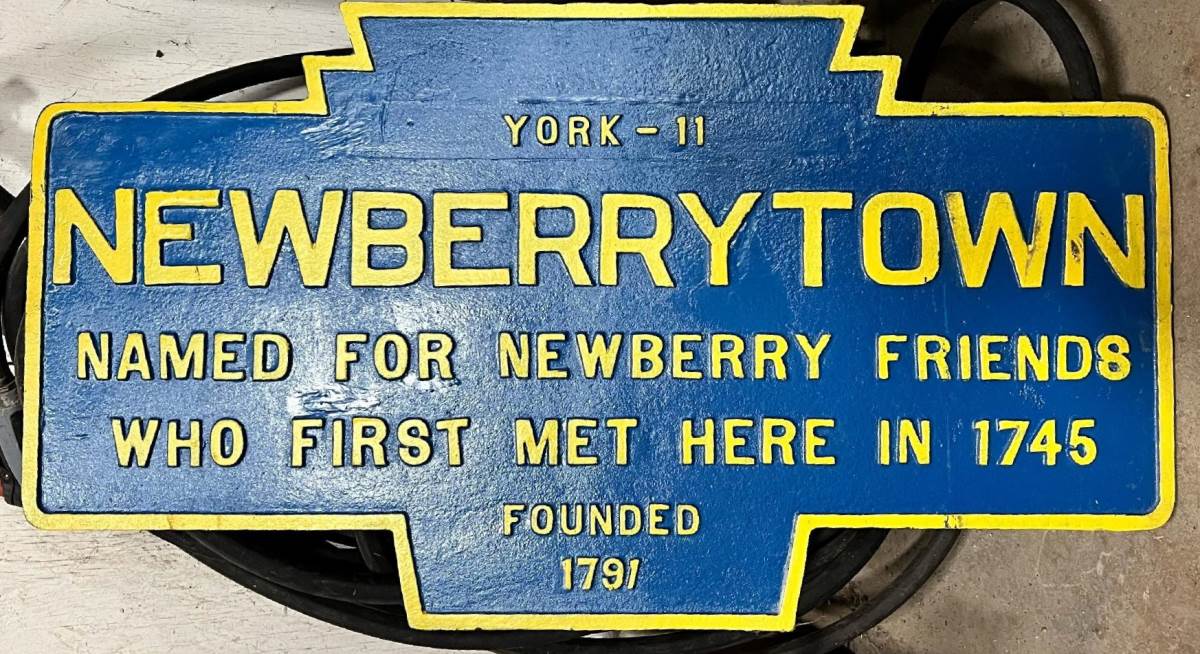 YORK - 11
NEWBERRYTOWN
NAMED FOR NEWBERRY FRIENDS
WHO FIRST MET HERE IN 1745
FOUNDED
1791